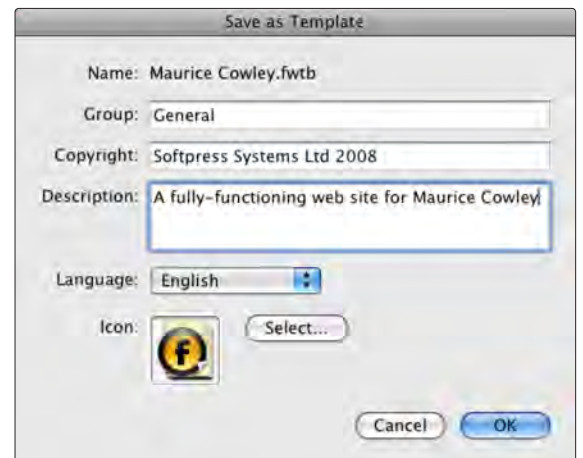 Save as Template
Name: Maurice Cowley.fwtb
Group: General
Copyright: Softpress Systems Ltd 2008
Description: A fully-functioning web site for Maurice Cowley
Language: English
Icon: f Select...
Cancel OK